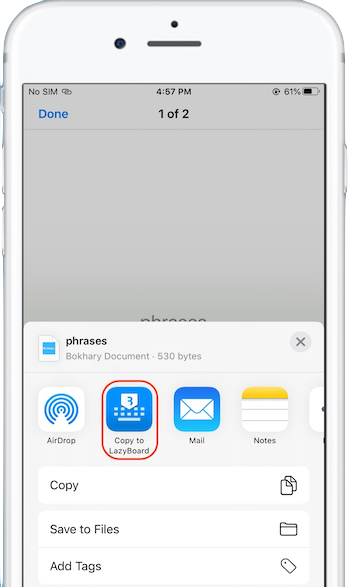 No SIM 4:57 PM 61%
Done 1 of 2
phrases
phrases
Bokhary Document · 530 bytes
AirDrop Copy to LazyBoard Mail Notes
Copy
Save to Files
Add Tags